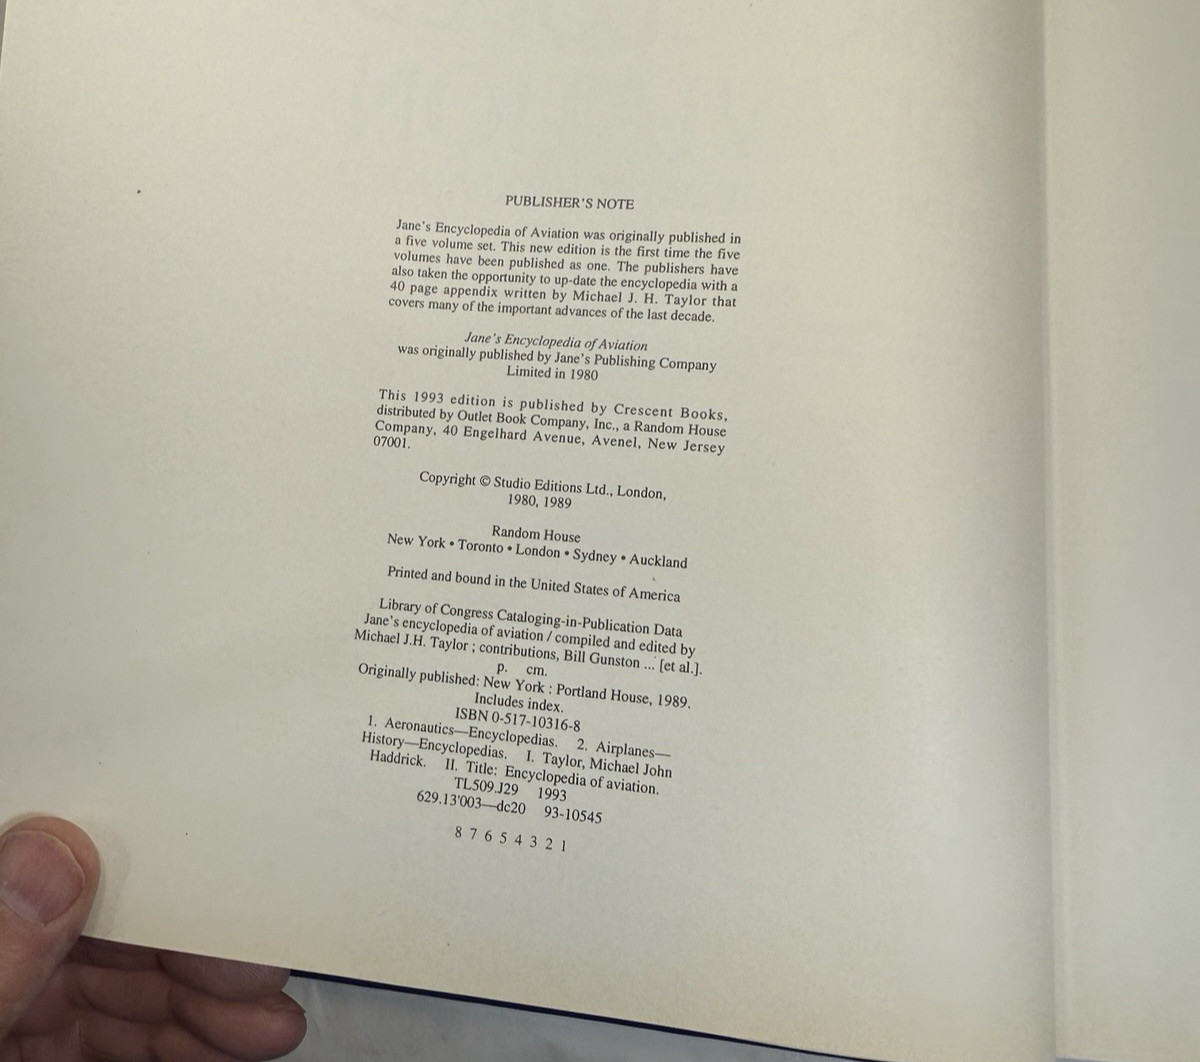 PUBLISHER'S NOTE
Jane's Encyclopedia of Aviation was originally published in
a five volume set. This new edition is the first time the five
volumes have been published as one. The publishers have
also taken the opportunity to up-date the encyclopedia with a
40 page appendix written by Michael J. H. Taylor that
covers many of the important advances of the last decade.
Jane's Encyclopedia of Aviation
was originally published by Jane's Publishing Company
Limited in 1980
This 1993 edition is published by Crescent Books,
distributed by Outlet Book Company, Inc., a Random House
Company, 40 Engelhard Avenue, Avenel, New Jersey
07001.
Copyright © Studio Editions Ltd., London,
1980, 1989
Random House
New York • Toronto • London • Sydney • Auckland
Printed and bound in the United States of America
Library of Congress Cataloging-in-Publication Data
Jane's encyclopedia of aviation / compiled and edited by
Michael J.H. Taylor ; contributions, Bill Gunston ... [et al.].
p. cm.
Originally published: New York : Portland House, 1989.
Includes index.
ISBN 0-517-10316-8
1. Aeronautics—Encyclopedias. 2. Airplanes—
History—Encyclopedias. I. Taylor, Michael John
Haddrick. II. Title: Encyclopedia of aviation.
TL509.J29 1993
629.13'003—dc20 93-10545
8 7 6 5 4 3 2 1